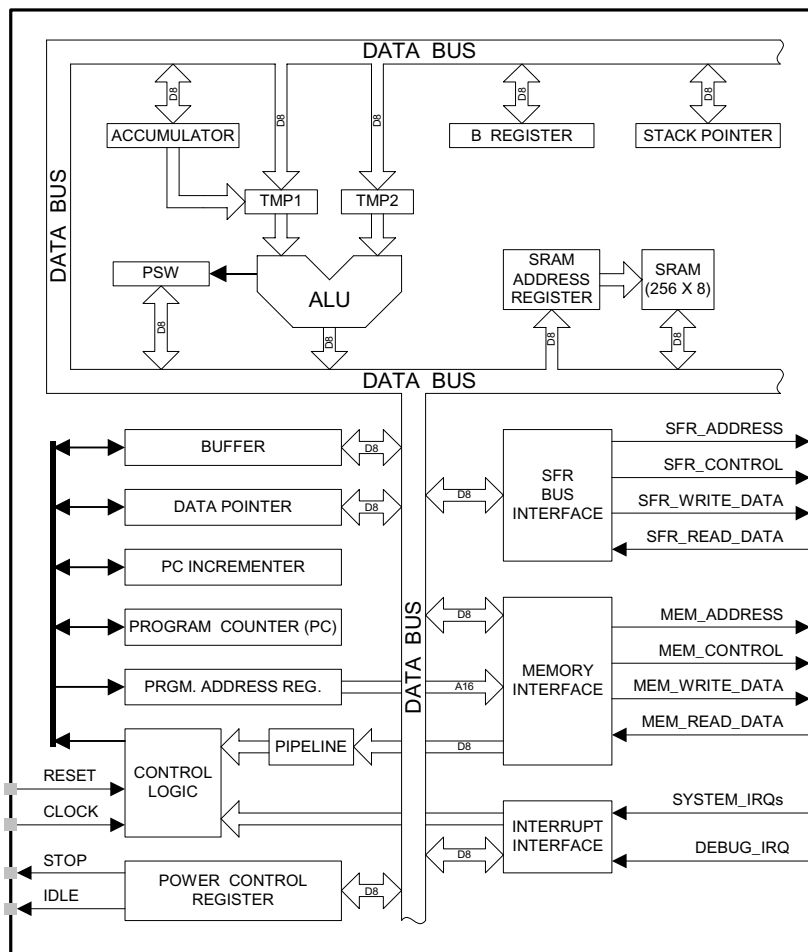 DATA BUS
D8
D8
D8
D8
D8
ACCUMULATOR
B REGISTER
STACK POINTER
DATA BUS
TMP1
TMP2
PSW
ALU
SRAM
ADDRESS
REGISTER
SRAM
(256 X 8)
D8
D8
D8
D8
DATA BUS
BUFFER
D8
DATA POINTER
D8
PC INCREMENTER
PROGRAM COUNTER (PC)
PRGM. ADDRESS REG.
DATA BUS
D8
SFR
BUS
INTERFACE
SFR_ADDRESS
SFR_CONTROL
SFR_WRITE_DATA
SFR_READ_DATA
D8
A16
D8
MEMORY
INTERFACE
MEM_ADDRESS
MEM_CONTROL
MEM_WRITE_DATA
MEM_READ_DATA
PIPELINE
CONTROL
LOGIC
RESET
CLOCK
INTERRUPT
INTERFACE
D8
SYSTEM_IRQs
DEBUG_IRQ
STOP
IDLE
POWER CONTROL
REGISTER
D8